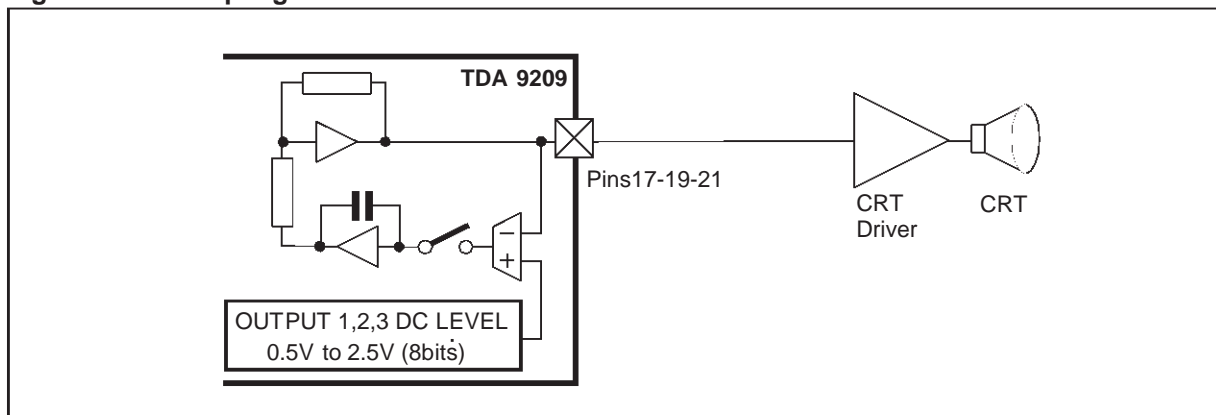 TDA 9209
Pins17-19-21
CRT
Driver
CRT
−
+
OUTPUT 1,2,3 DC LEVEL
0.5V to 2.5V (8bits)